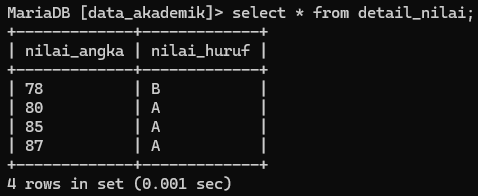 MariaDB [data_akademik]> select * from detail_nilai;
+-------------+-------------+
| nilai_angka | nilai_huruf |
+-------------+-------------+
| 78          | B           |
| 80          | A           |
| 85          | A           |
| 87          | A           |
+-------------+-------------+
4 rows in set (0.001 sec)